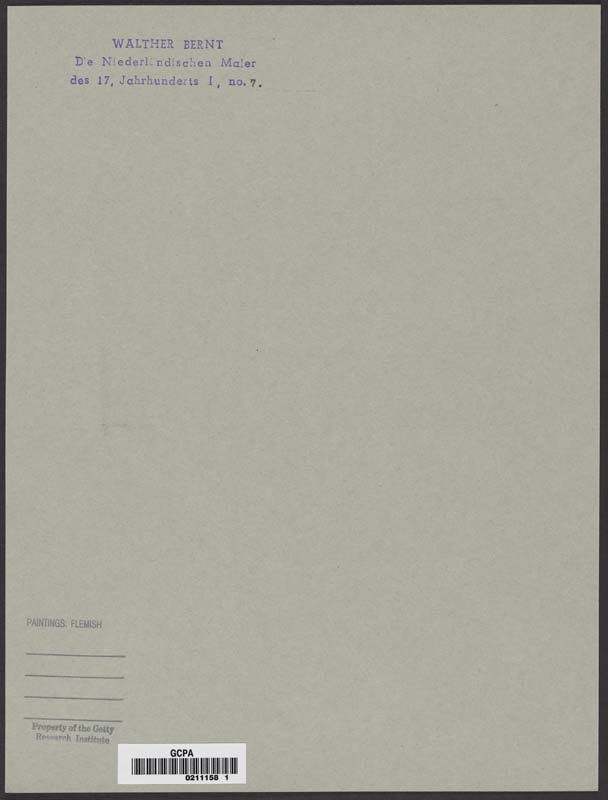 WALTHER BERNT
Die Niederländischen Maler
des 17, Jahrhunderts I, no. 7.
PAINTINGS: FLEMISH
Property of the Getty
Research Institute
GCPA
0211158 1